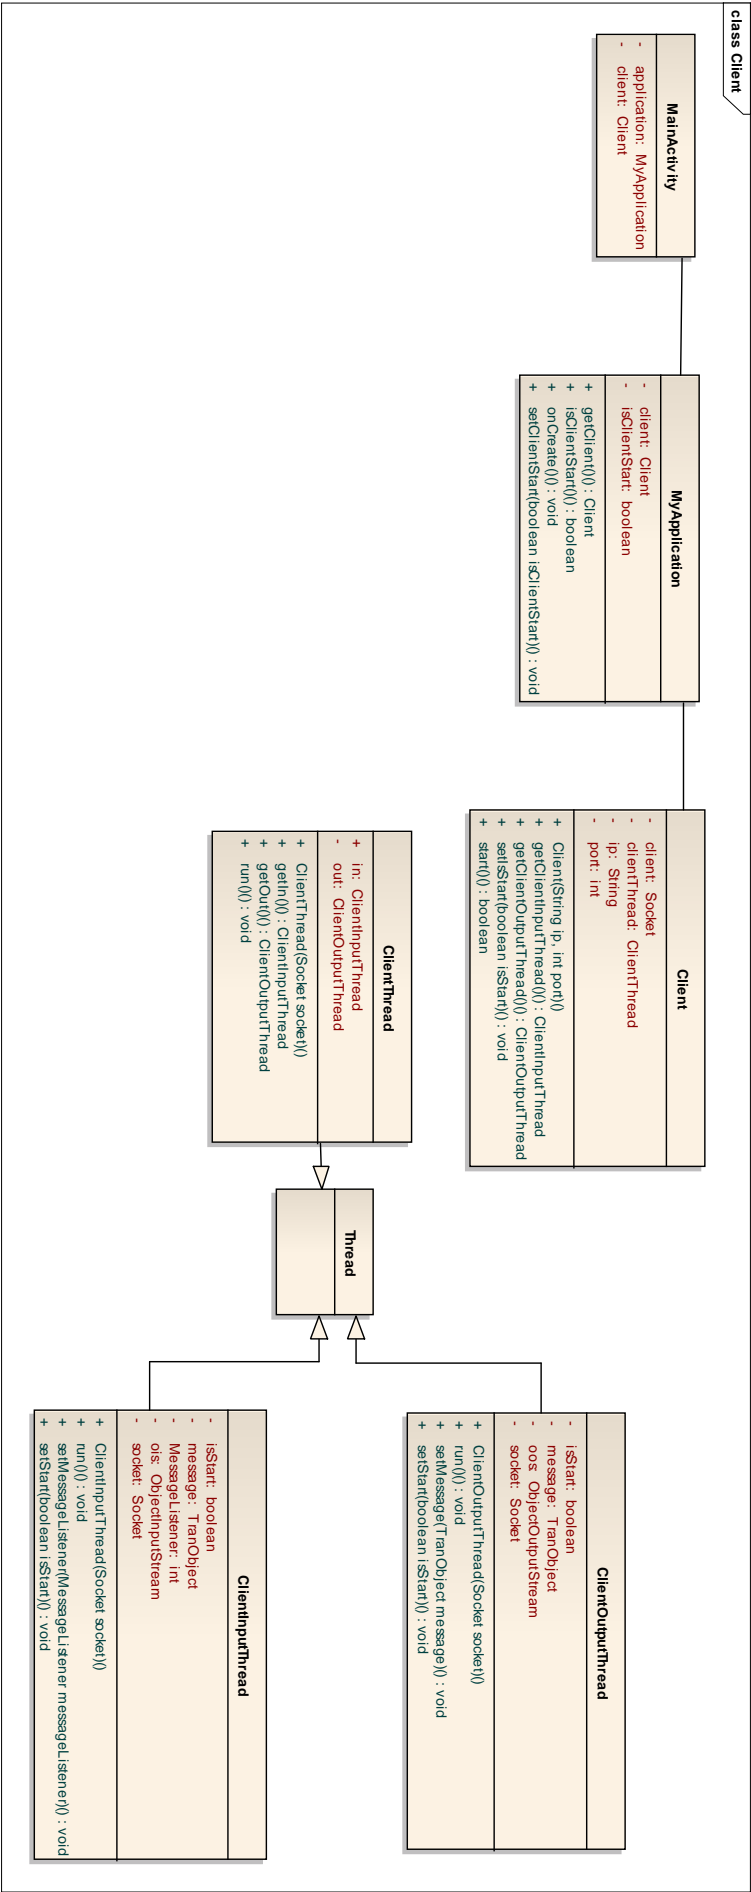 class Client
MainActivity
- application: MyApplication
- client: Client
MyApplication
- client: Client
- isClientStart: boolean
+ getClient()() : Client
+ isClientStart()() : boolean
+ onCreate()() : void
+ setClientStart(boolean isClientStart)() : void
Client
- client: Socket
- clientThread: ClientThread
- ip: String
- port: int
+ Client(String ip, int port)()
+ getClientInputThread()() : ClientInputThread
+ getClientOutputThread()() : ClientOutputThread
+ setIsStart(boolean isStart)() : void
+ start()() : boolean
ClientThread
+ in: ClientInputThread
- out: ClientOutputThread
+ ClientThread(Socket socket)()
+ getIn()() : ClientInputThread
+ getOut()() : ClientOutputThread
+ run()() : void
Thread
ClientOutputThread
- isStart: boolean
- message: TranObject
- oos: ObjectOutputStream
- socket: Socket
+ ClientOutputThread(Socket socket)()
+ run()() : void
+ setMessage(TranObject message)() : void
+ setStart(boolean isStart)() : void
ClientInputThread
- isStart: boolean
- message: TranObject
- MessageListener: int
- ois: ObjectInputStream
- socket: Socket
+ ClientInputThread(Socket socket)()
+ run()() : void
+ setMessageListener(MessageListener messageListener)() : void
+ setStart(boolean isStart)() : void